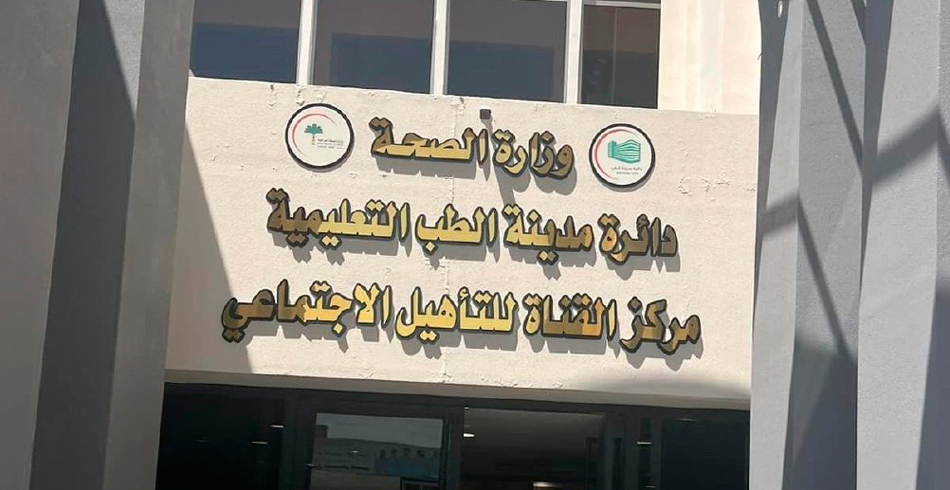 وزارة الصحة
دائرة مدينة الطب التعليمية
مركز القناة للتأهيل الاجتماعي